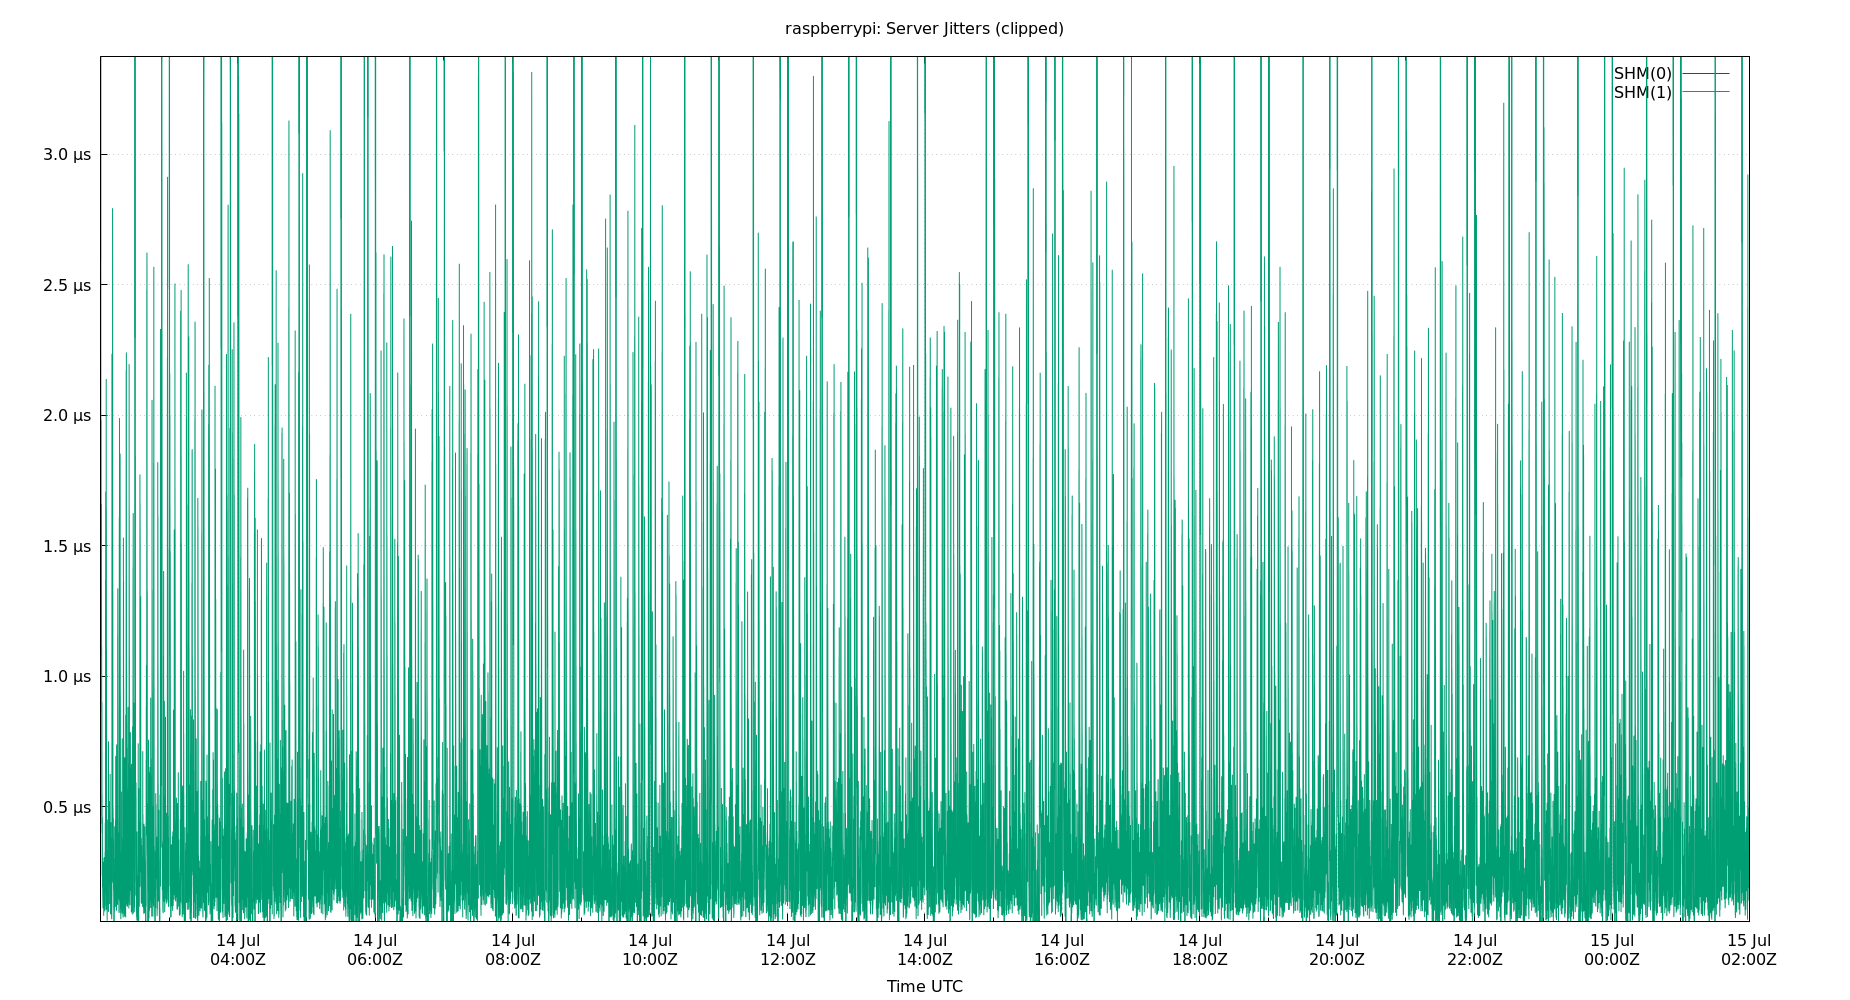 raspberrypi: Server Jitters (clipped)
SHM(0)
SHM(1)
3.0 µs
2.5 µs
2.0 µs
1.5 µs
1.0 µs
0.5 µs
14 Jul 14 Jul 14 Jul 14 Jul 14 Jul 14 Jul 14 Jul 14 Jul 14 Jul 14 Jul 15 Jul 15 Jul
04:00Z 06:00Z 08:00Z 10:00Z 12:00Z 14:00Z 16:00Z 18:00Z 20:00Z 22:00Z 00:00Z 02:00Z
Time UTC